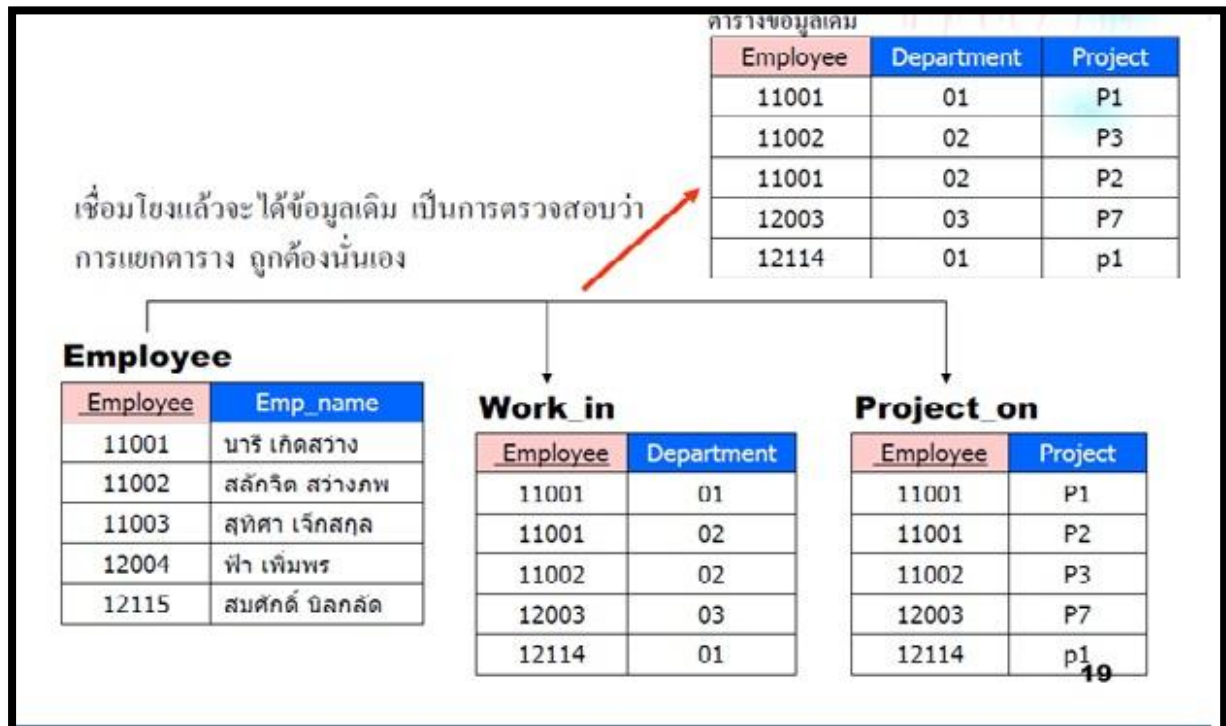 ตารางข้อมูลเดิม
Employee Department Project
11001 01 P1
11002 02 P3
11001 02 P2
12003 03 P7
12114 01 p1
เชื่อมโยงแล้วจะได้ข้อมูลเดิม เป็นการตรวจสอบว่า
การแยกตาราง ถูกต้องนั่นเอง
Employee
Employee Emp_name
11001 นารี เกิดสว่าง
11002 สลักจิต สว่างภพ
11003 สุทิศา เจ็กสกุล
12004 ฟ้า เพิ่มพร
12115 สมศักดิ์ นิลกลัด
Work_in
Employee Department
11001 01
11001 02
11002 02
12003 03
12114 01
Project_on
Employee Project
11001 P1
11001 P2
11002 P3
12003 P7
12114 p1
19